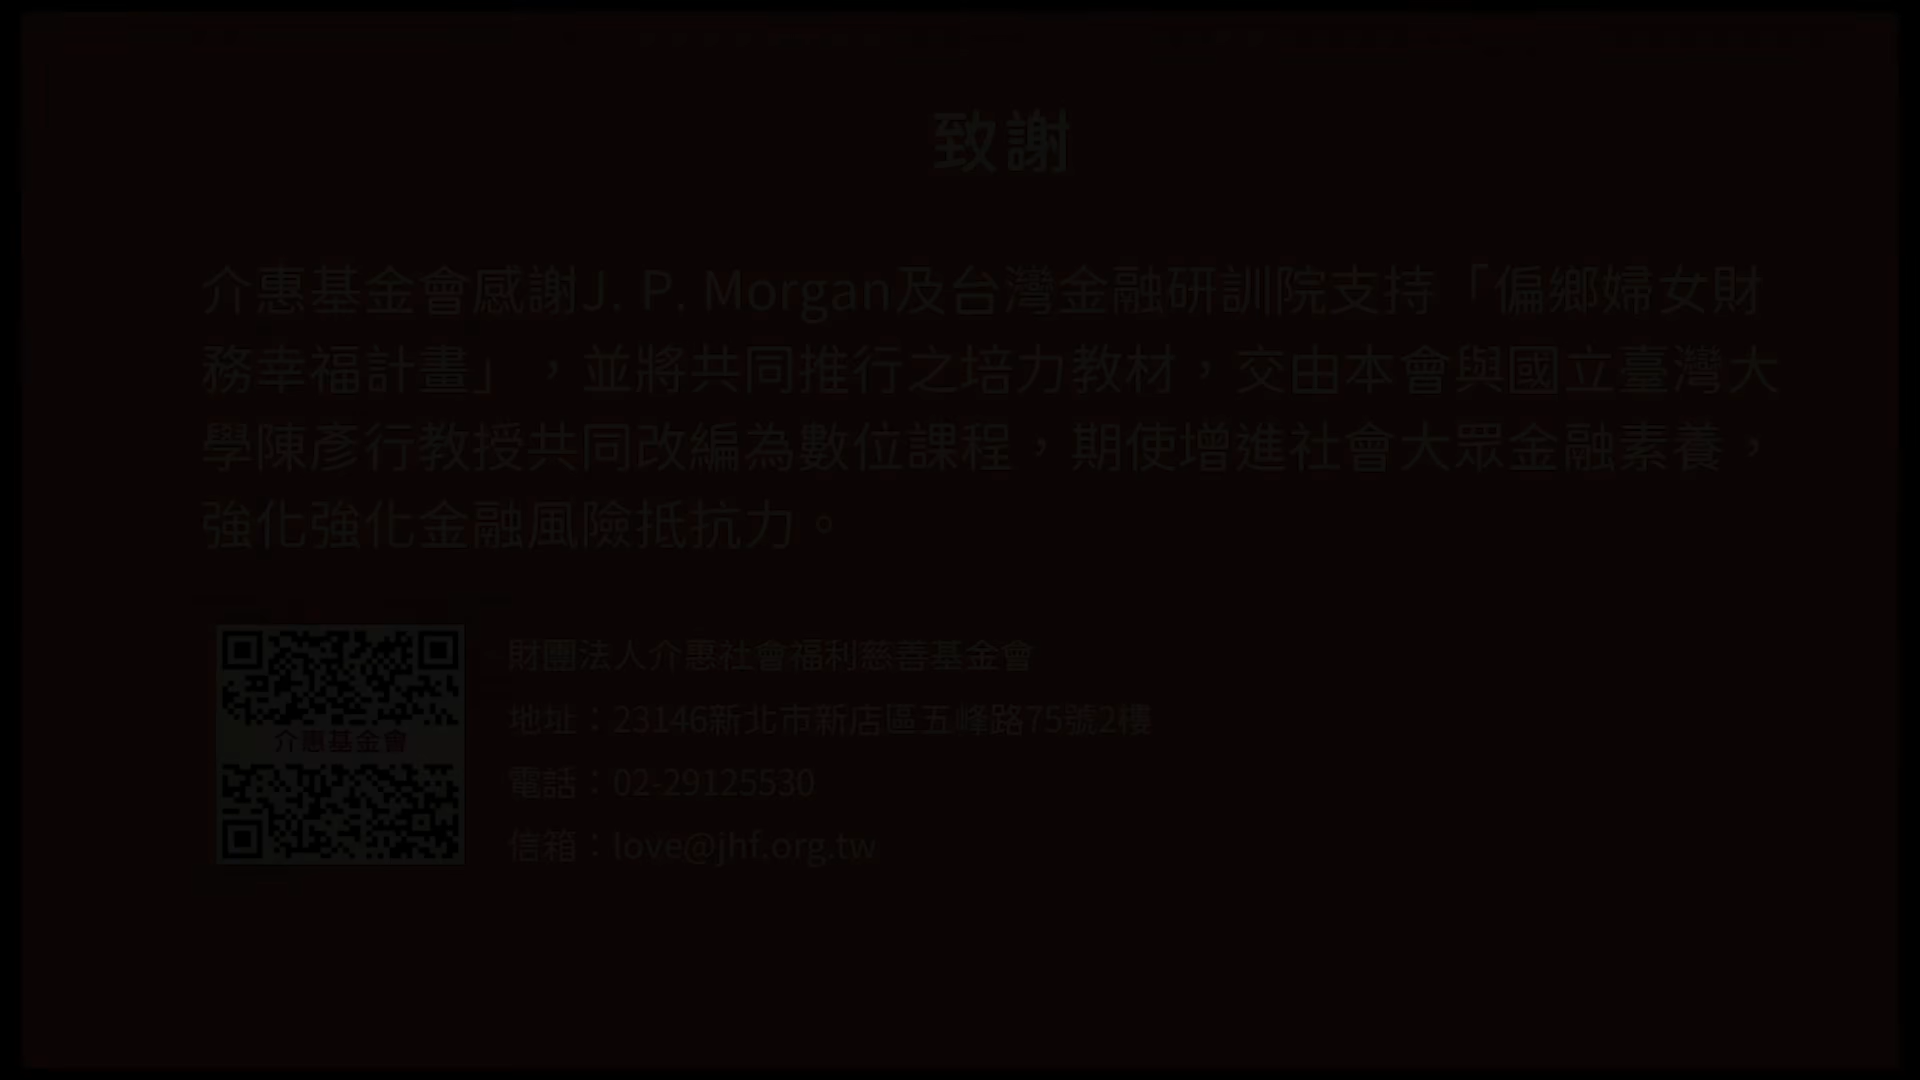 致謝
介惠基金會感謝J. P. Morgan及台灣金融研訓院支持「偏鄉婦女財
務幸福計畫」，並將共同推行之培力教材，交由本會與國立臺灣大
學陳彥行教授共同改編為數位課程，期使增進社會大眾金融素養，
強化強化金融風險抵抗力。
財團法人介惠社會福利慈善基金會
地址：23146新北市新店區五峰路75號2樓
介惠基金會
電話：02-29125530
信箱：love@jhf.org.tw